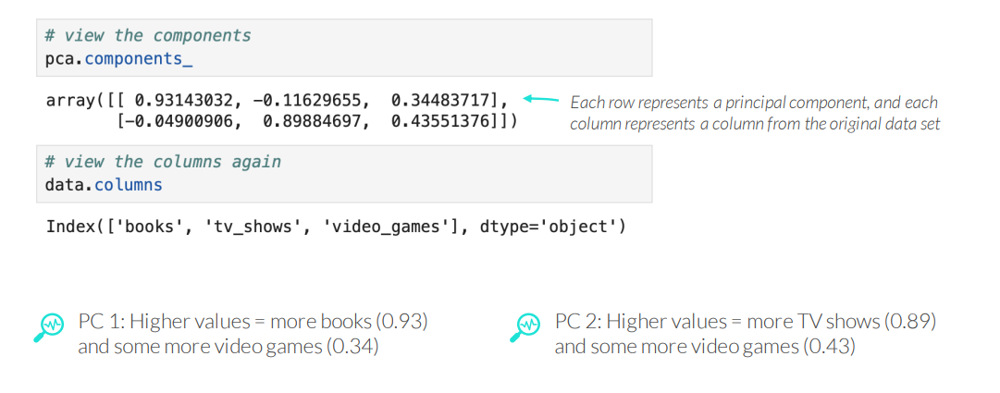 # view the components
pca.components_
array([[ 0.93143032, -0.11629655,  0.34483717],
       [-0.04900906,  0.89884697,  0.43551376]])
Each row represents a principal component, and each
column represents a column from the original data set
# view the columns again
data.columns
Index(['books', 'tv_shows', 'video_games'], dtype='object')
PC 1: Higher values = more books (0.93)
and some more video games (0.34)
PC 2: Higher values = more TV shows (0.89)
and some more video games (0.43)